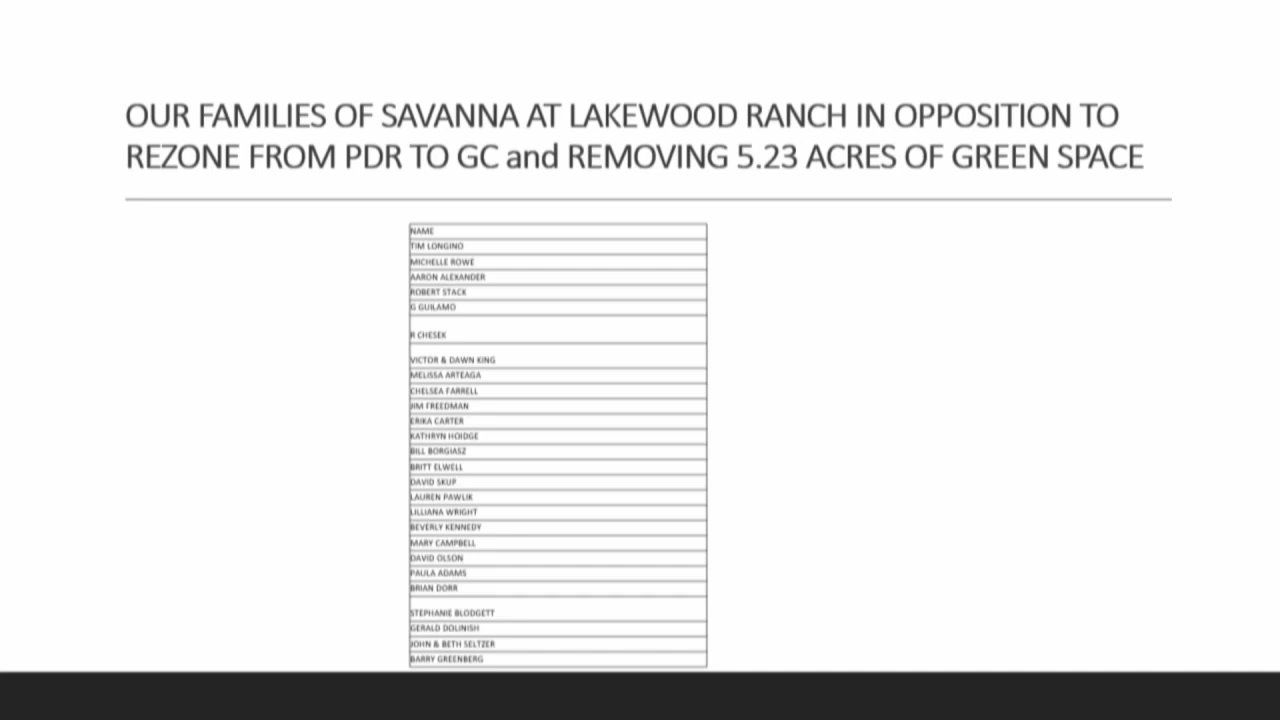 OUR FAMILIES OF SAVANNA AT LAKEWOOD RANCH IN OPPOSITION TO
REZONE FROM PDR TO GC and REMOVING 5.23 ACRES OF GREEN SPACE
NAME
TIM LONGINO
MICHELLE ROWE
AARON ALEXANDER
ROBERT STACK
G GUILAMO
R CHESEK
VICTOR & DAWN KING
MELISSA ARTEAGA
CHELSEA FARRELL
JIM FREEDMAN
ERIKA CARTER
KATHRYN HOIDGE
BILL BORGIASZ
BRITT ELWELL
DAVID SKUP
LAUREN PAWLIK
LILLIANA WRIGHT
BEVERLY KENNEDY
MARY CAMPBELL
DAVID OLSON
PAULA ADAMS
BRIAN DORR
STEPHANIE BLODGETT
GERALD DOLINISH
JOHN & BETH SELTZER
BARRY GREENBERG